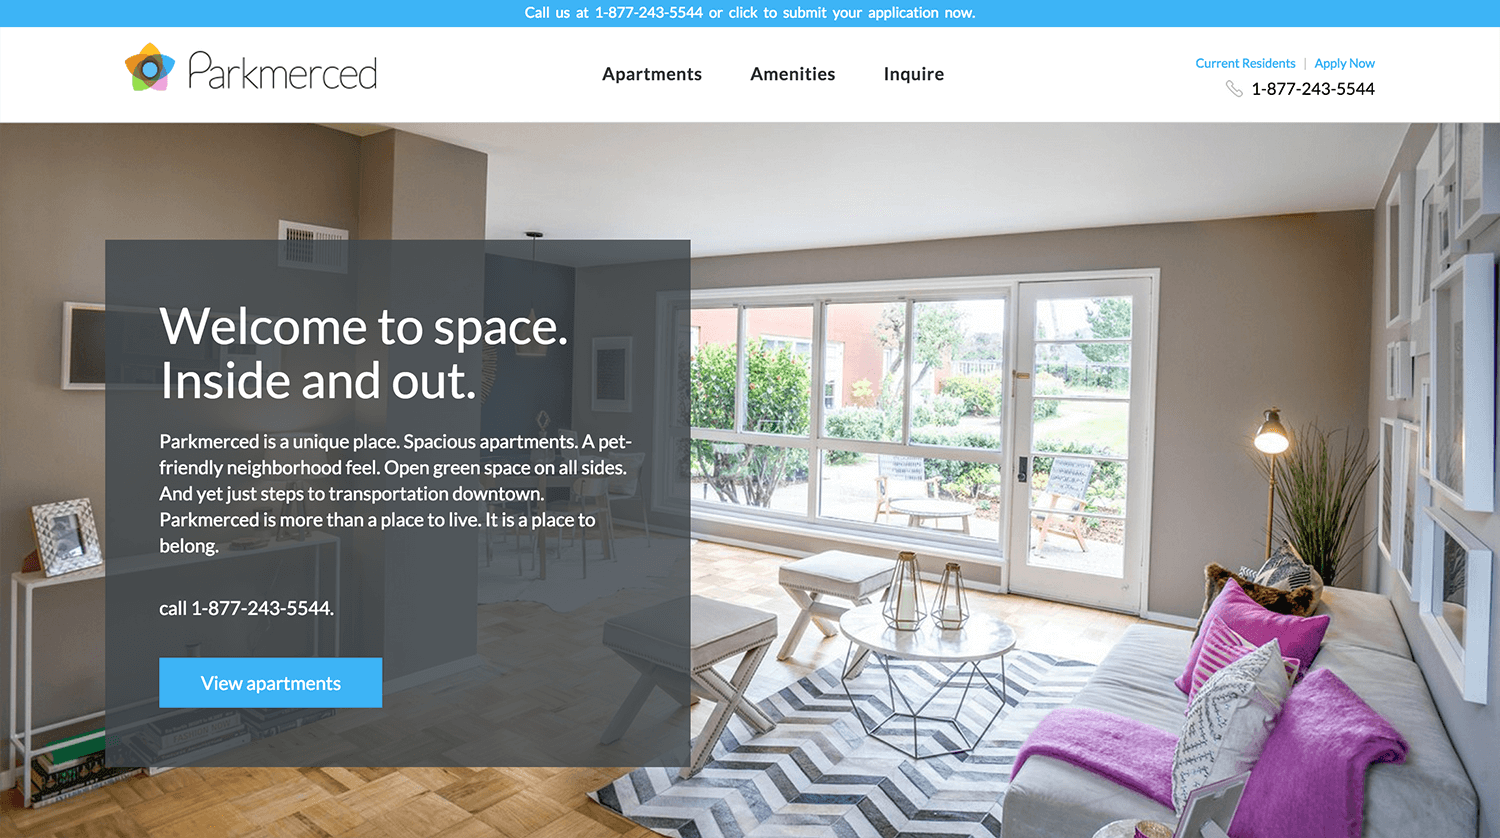 Call us at 1-877-243-5544 or click to submit your application now.
Parkmerced
Apartments Amenities Inquire
Current Residents | Apply Now
1-877-243-5544
Welcome to space.
Inside and out.
Parkmerced is a unique place. Spacious apartments. A pet-
friendly neighborhood feel. Open green space on all sides.
And yet just steps to transportation downtown.
Parkmerced is more than a place to live. It is a place to
belong.
call 1-877-243-5544.
View apartments